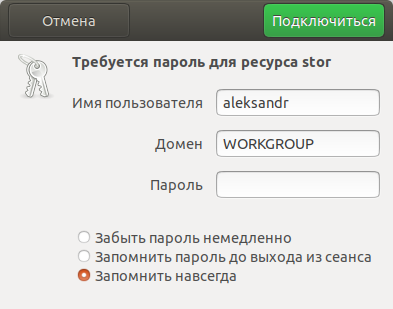 Отмена
Подключиться
Требуется пароль для ресурса stor
Имя пользователя aleksandr
Домен WORKGROUP
Пароль
Забыть пароль немедленно
Запомнить пароль до выхода из сеанса
Запомнить навсегда